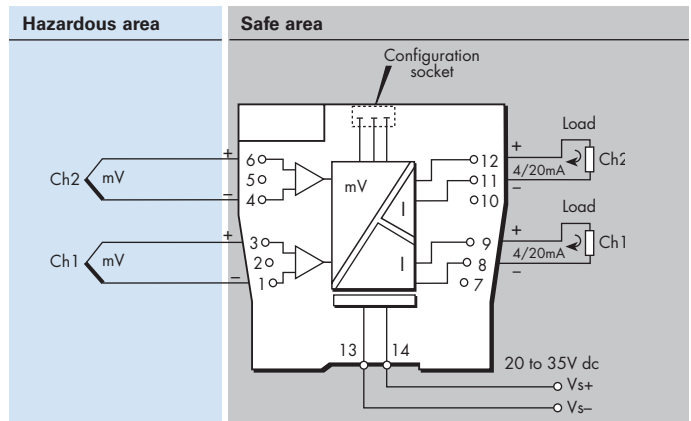 Hazardous area
Safe area
Configuration
socket
Load
+
6
12
+
Ch2
mV
5
mV
11
4/20mA
Ch2
–
4
I
10
–
Load
+
3
9
+
Ch1
mV
2
I
8
4/20mA
Ch1
–
1
7
–
13
14
20 to 35V dc
Vs+
Vs–